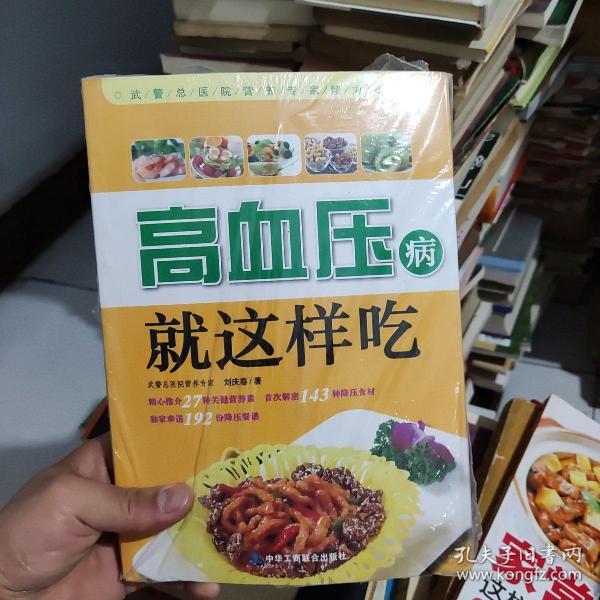 武警总医院营养专家倾力
高血压病
就这样吃
武警总医院营养专家 刘庆春/著
精心推介27种关键营养素 首次解密143种降压食材
独家奉送192份降压餐谱
中华工商联合出版社
这
孔夫子旧书网
www.kongfz.com